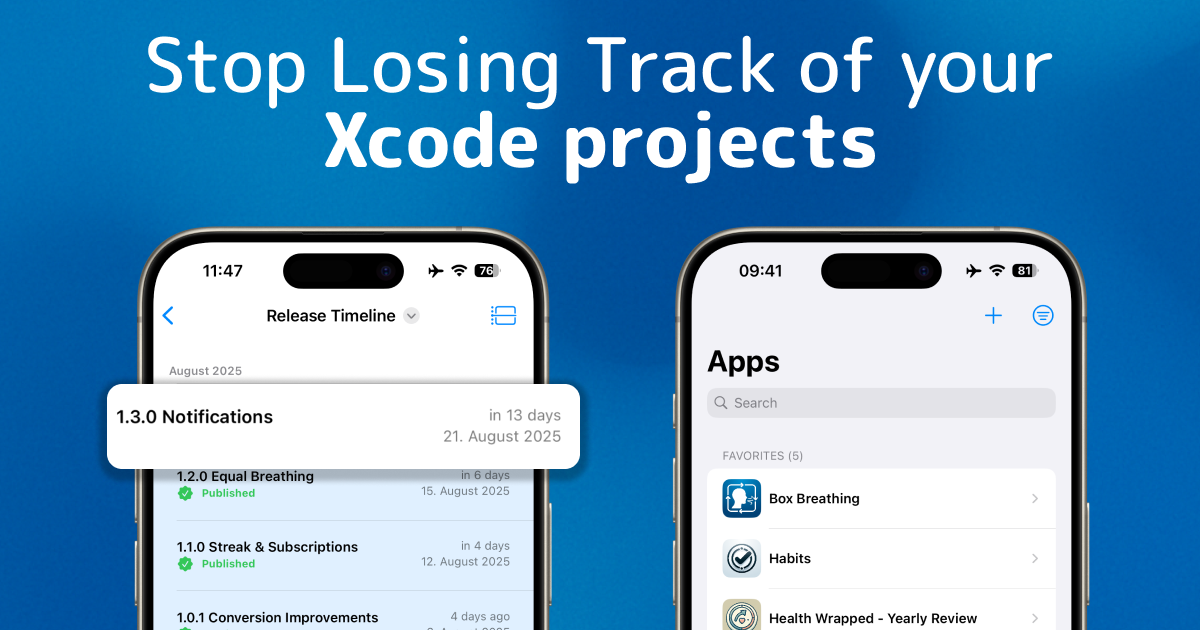 Stop Losing Track of your
Xcode projects
11:47
76
Release Timeline
August 2025
1.3.0 Notifications
in 13 days
21. August 2025
1.2.0 Equal Breathing
in 6 days
Published
15. August 2025
1.1.0 Streak & Subscriptions
in 4 days
Published
12. August 2025
1.0.1 Conversion Improvements
4 days ago
09:41
81
Apps
Search
FAVORITES (5)
Box Breathing
Habits
Health Wrapped - Yearly Review